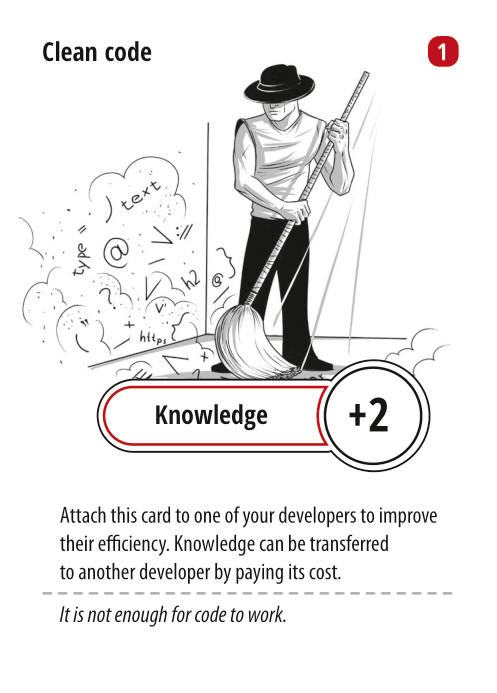 Clean code
1
text
type =
@
h2
@
https
Knowledge
+2
Attach this card to one of your developers to improve
their efficiency. Knowledge can be transferred
to another developer by paying its cost.
It is not enough for code to work.